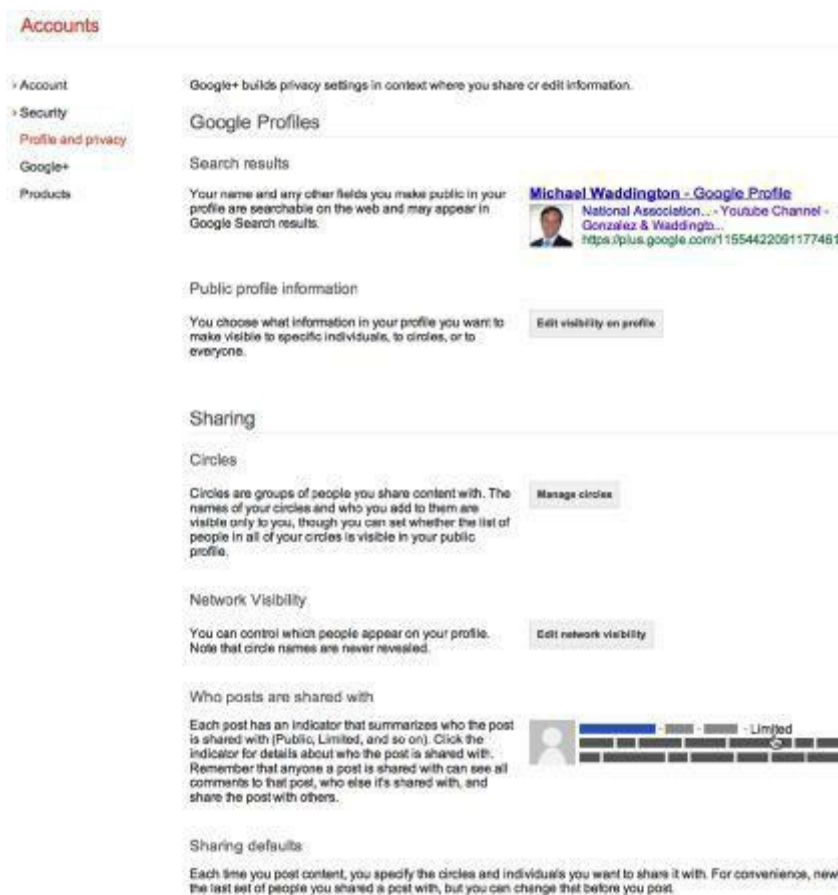 Accounts
› Account
› Security
Profile and privacy
Google+
Products
Google+ builds privacy settings in context where you share or edit information.
Google Profiles
Search results
Your name and any other fields you make public in your
profile are searchable on the web and may appear in
Google Search results.
Michael Waddington - Google Profile
National Association... - Youtube Channel -
Gonzalez & Waddingto...
https://plus.google.com/11554422091177461
Public profile information
You choose what information in your profile you want to
make visible to specific individuals, to circles, or to
everyone.
Edit visibility on profile
Sharing
Circles
Circles are groups of people you share content with. The
names of your circles and who you add to them are
visible only to you, though you can set whether the list of
people in all of your circles is visible in your public
profile.
Manage circles
Network Visibility
You can control which people appear on your profile.
Note that circle names are never revealed.
Edit network visibility
Who posts are shared with
Each post has an indicator that summarizes who the post
is shared with (Public, Limited, and so on). Click the
indicator for details about who the post is shared with.
Remember that anyone a post is shared with can see all
comments to that post, who else it's shared with, and
share the post with others.
- Limited
Sharing defaults
Each time you post content, you specify the circles and individuals you want to share it with. For convenience, new
the last set of people you shared a post with, but you can change that before you post.